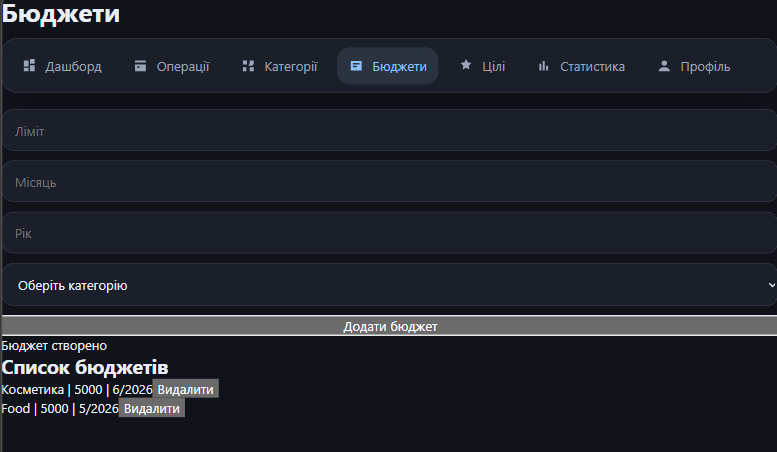 Бюджети
Дашборд Операції Категорії Бюджети Цілі Статистика Профіль
Ліміт
Місяць
Рік
Оберіть категорію
Додати бюджет
Бюджет створено
Список бюджетів
Косметика | 5000 | 6/2026 Видалити
Food | 5000 | 5/2026 Видалити